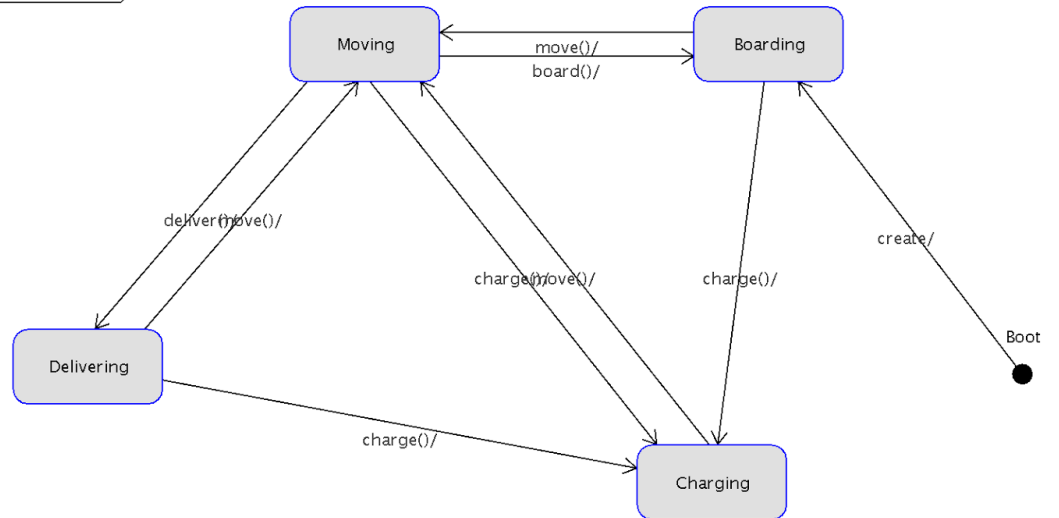 Moving
Boarding
move()/
board()/
deliver()/
move()/
create/
charge()/
move()/
charge()/
Boot
Delivering
charge()/
Charging